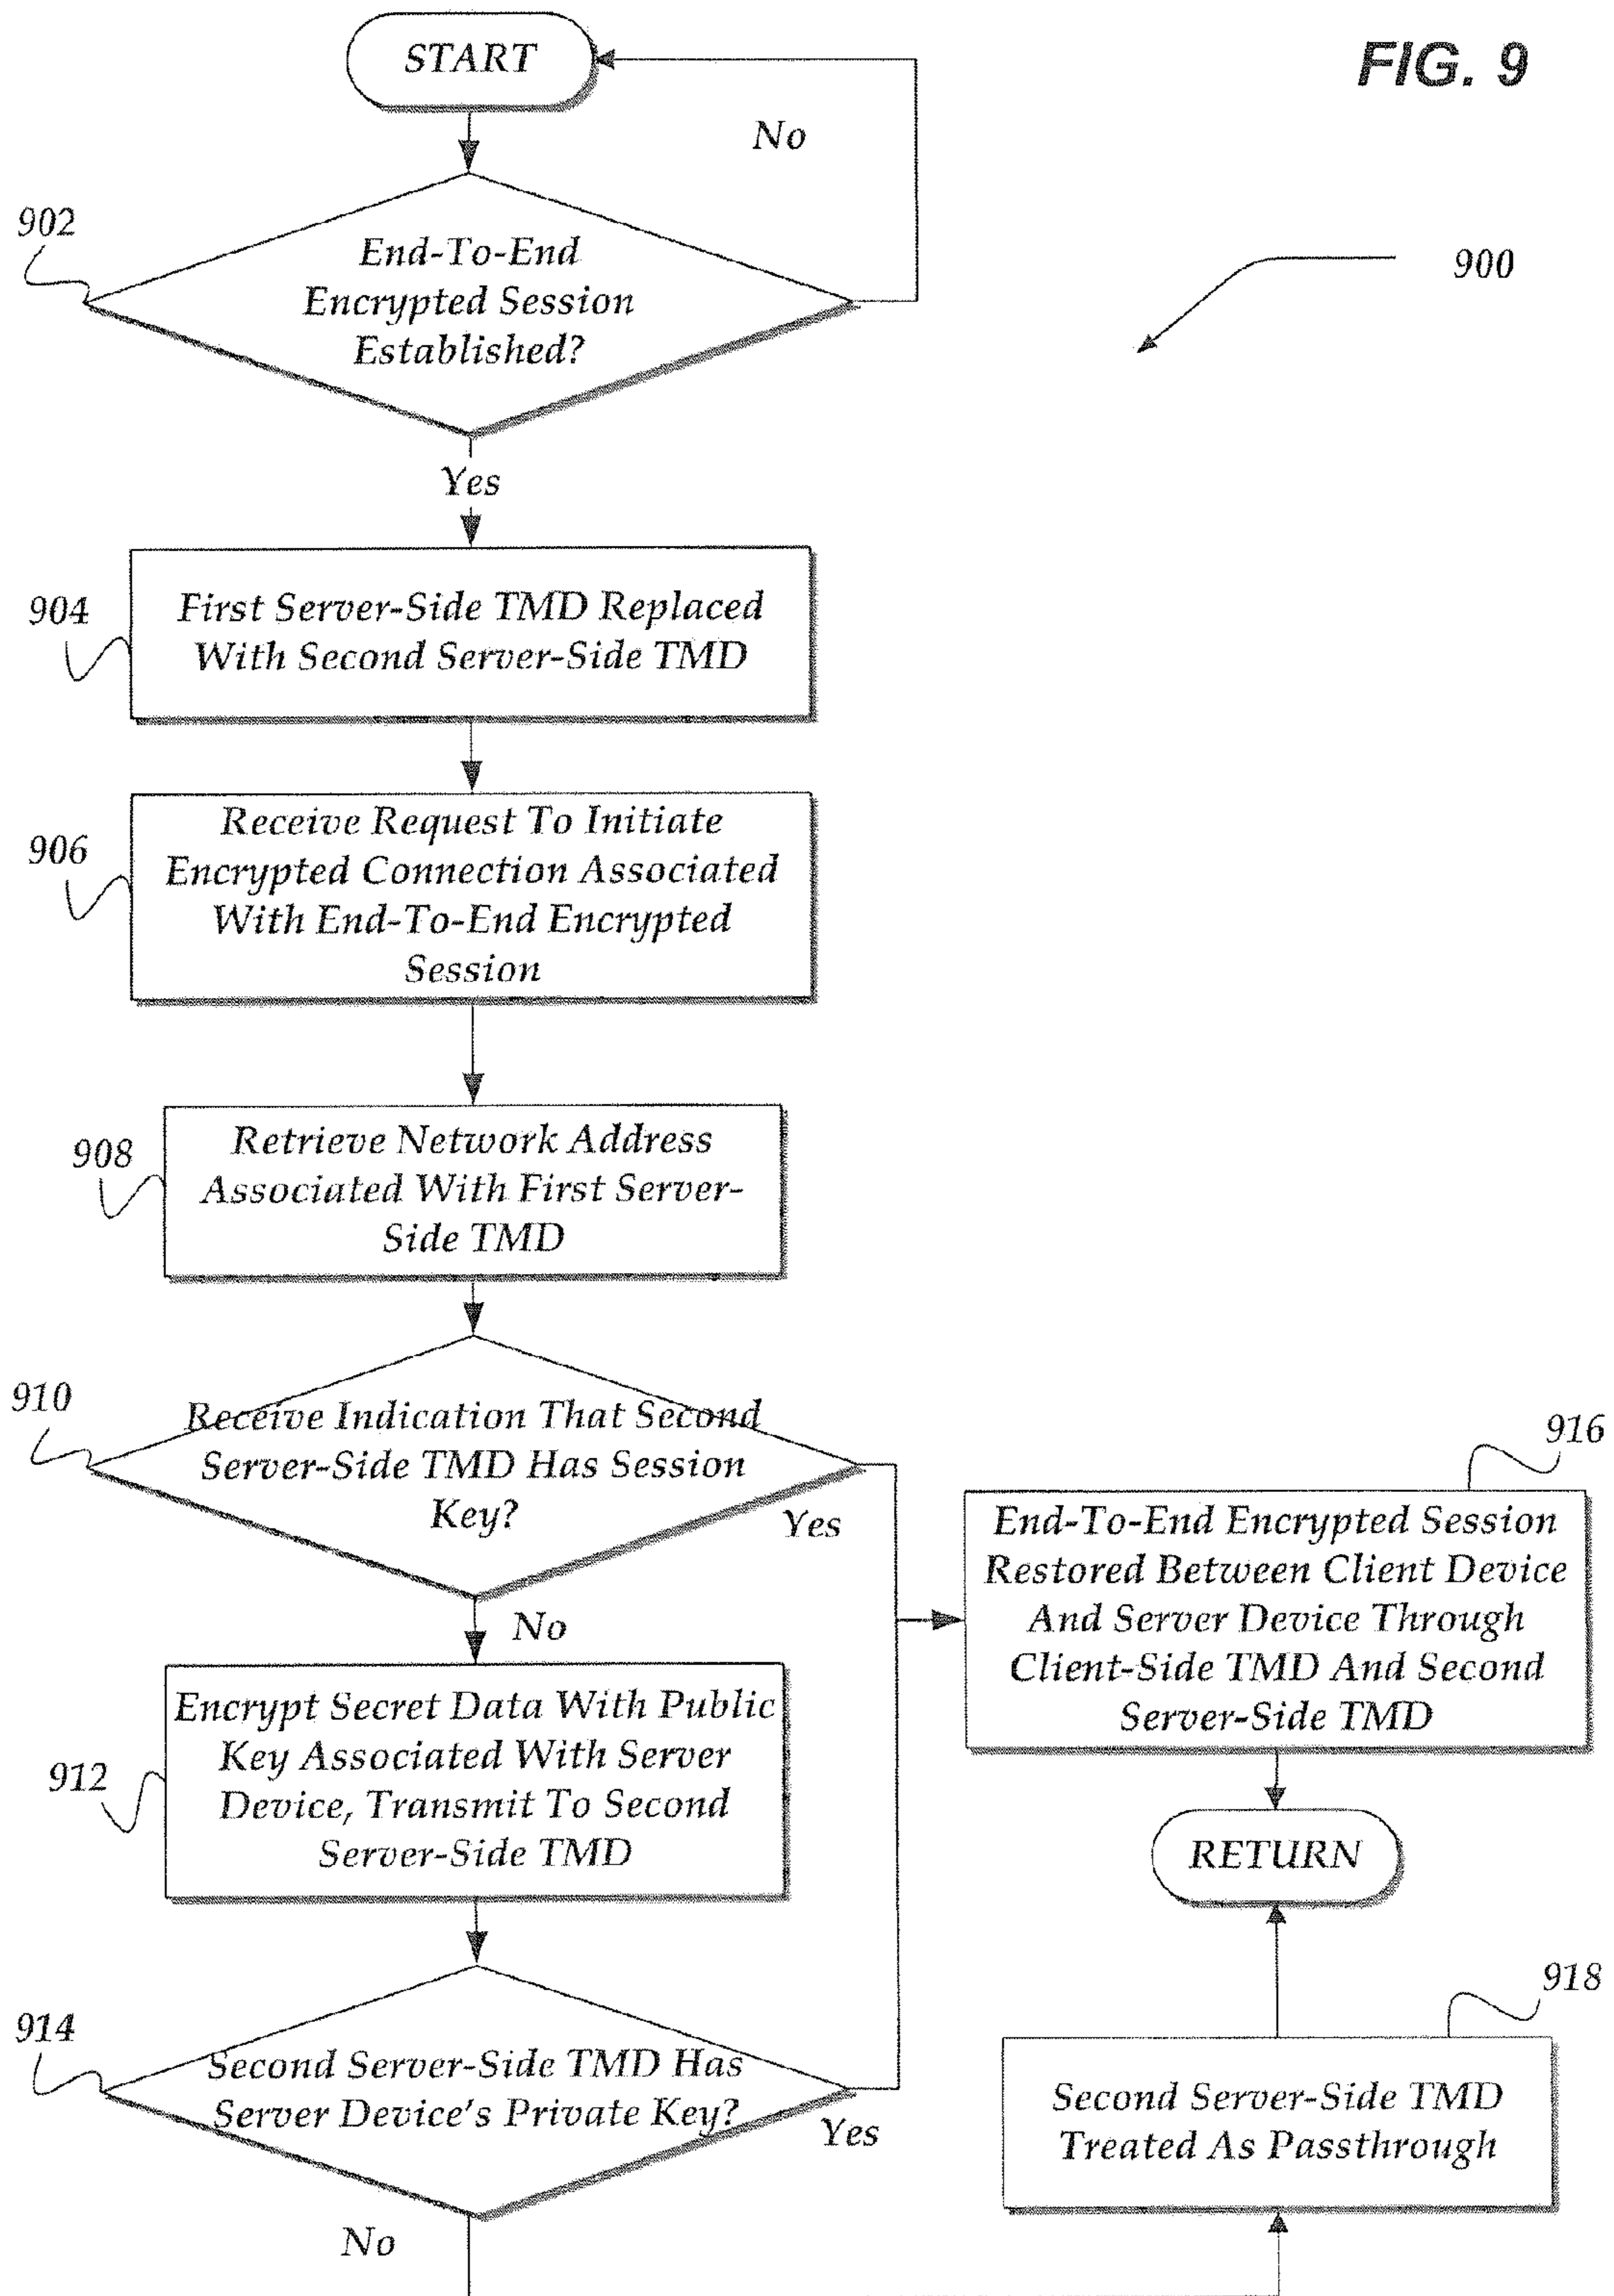 START
FIG. 9
No
902
End-To-End
Encrypted Session
Established?
900
Yes
904
First Server-Side TMD Replaced
With Second Server-Side TMD
906
Receive Request To Initiate
Encrypted Connection Associated
With End-To-End Encrypted
Session
908
Retrieve Network Address
Associated With First Server-
Side TMD
910
Receive Indication That Second
Server-Side TMD Has Session
Key?
Yes
No
916
End-To-End Encrypted Session
Restored Between Client Device
And Server Device Through
Client-Side TMD And Second
Server-Side TMD
912
Encrypt Secret Data With Public
Key Associated With Server
Device, Transmit To Second
Server-Side TMD
RETURN
914
Second Server-Side TMD Has
Server Device's Private Key?
Yes
No
918
Second Server-Side TMD
Treated As Passthrough